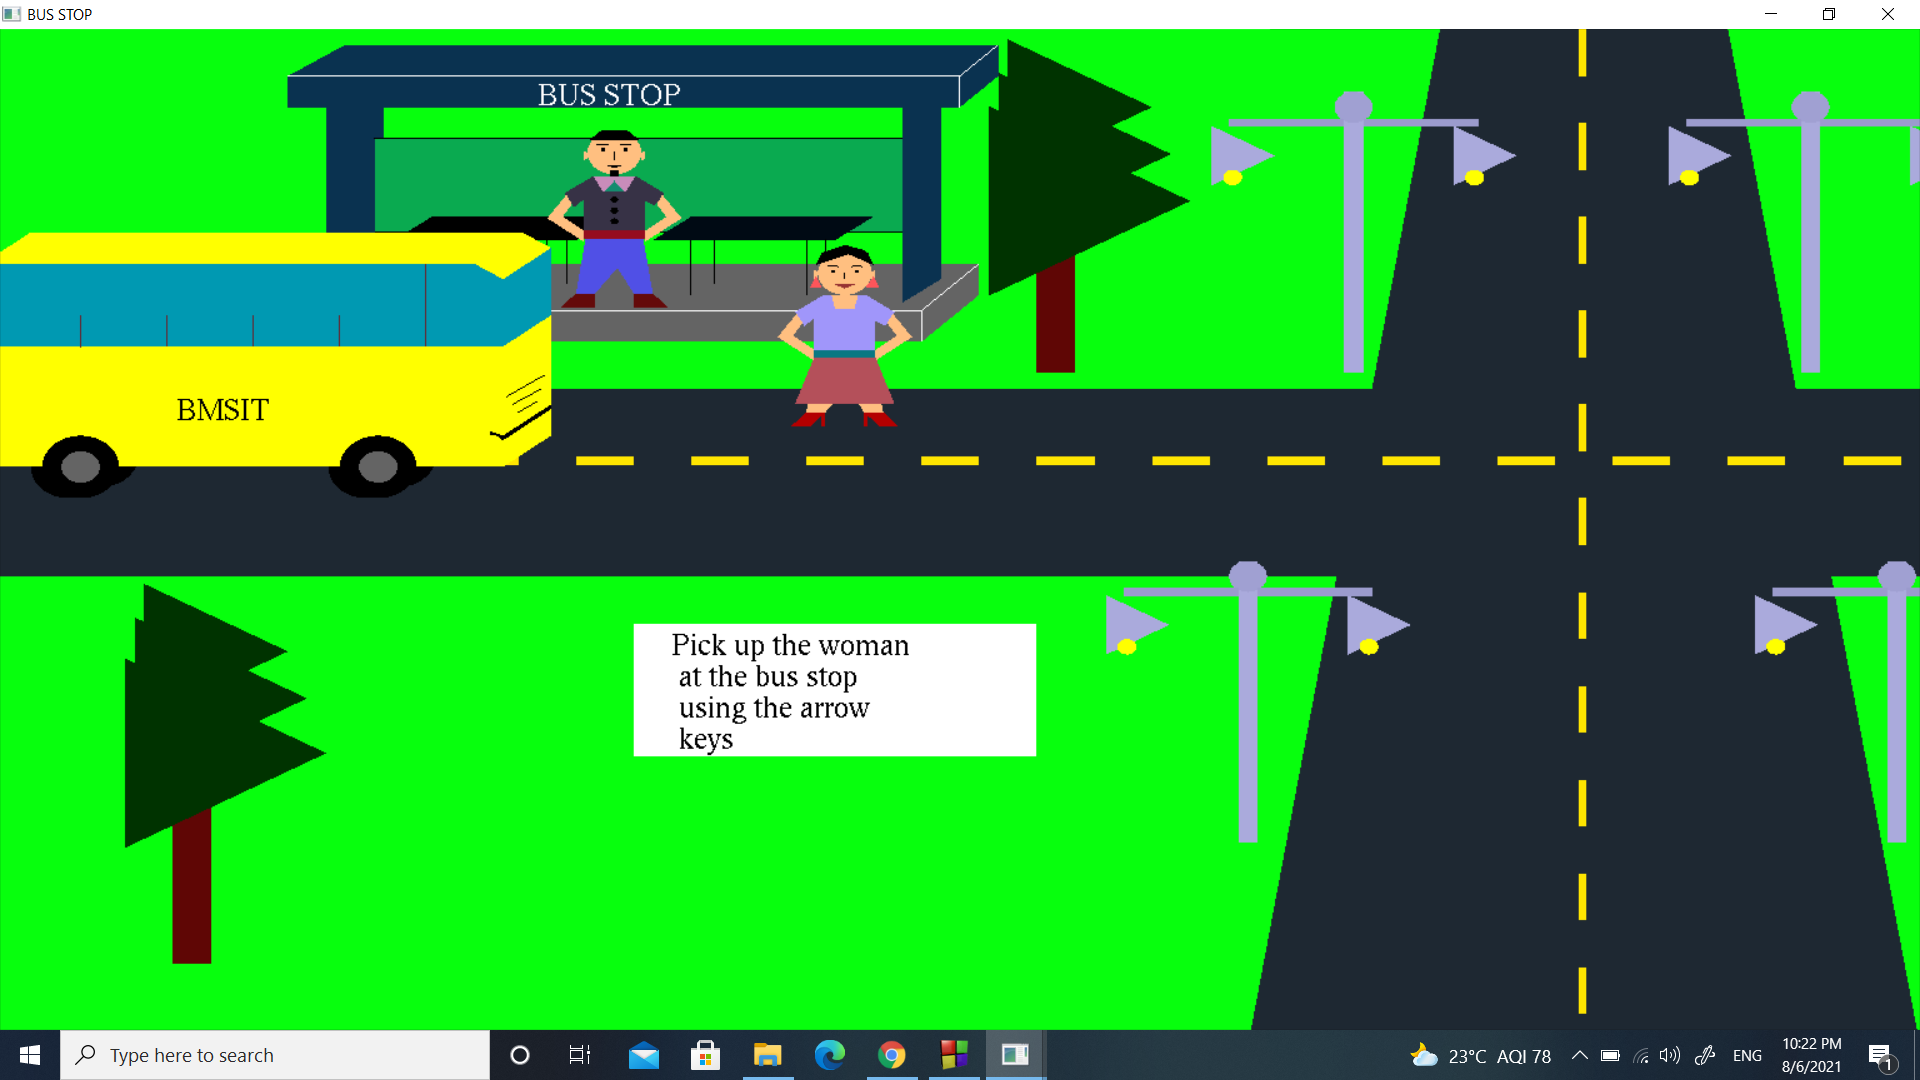 BUS STOP
BUS STOP
BMSIT
Pick up the woman
at the bus stop
using the arrow
keys
Type here to search
23°C AQI 78
ENG
10:22 PM
8/6/2021
1